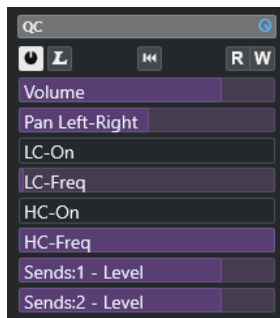 QC
L
R W
Volume
Pan Left-Right
LC-On
LC-Freq
HC-On
HC-Freq
Sends:1 - Level
Sends:2 - Level